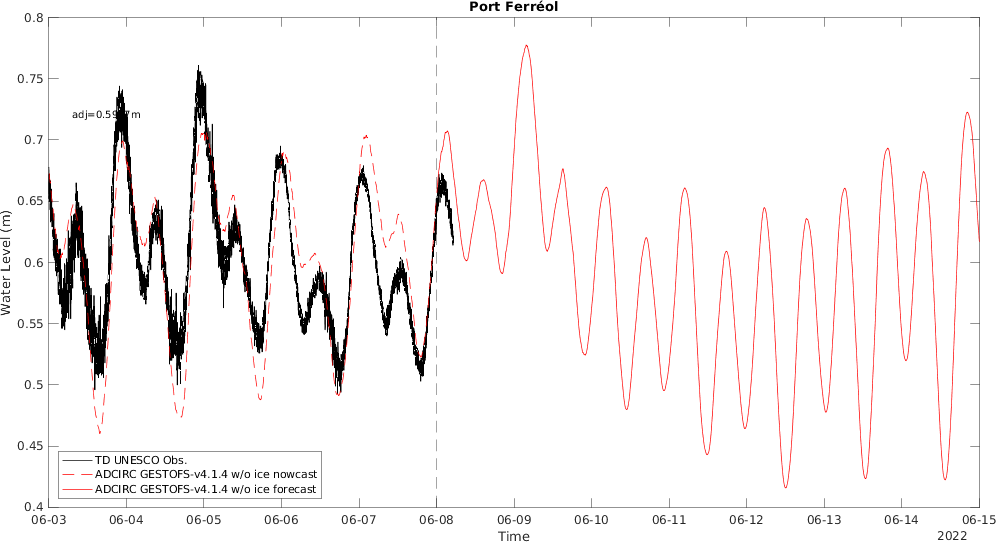 Port Ferréol
0.8
0.75
0.7
0.65
0.6
0.55
0.5
0.45
0.4
Water Level (m)
TD UNESCO Obs.
ADCIRC GESTOFS-v4.1.4 w/o ice nowcast
ADCIRC GESTOFS-v4.1.4 w/o ice forecast
06-03 06-04 06-05 06-06 06-07 06-08 06-09 06-10 06-11 06-12 06-13 06-14 06-15
Time
2022